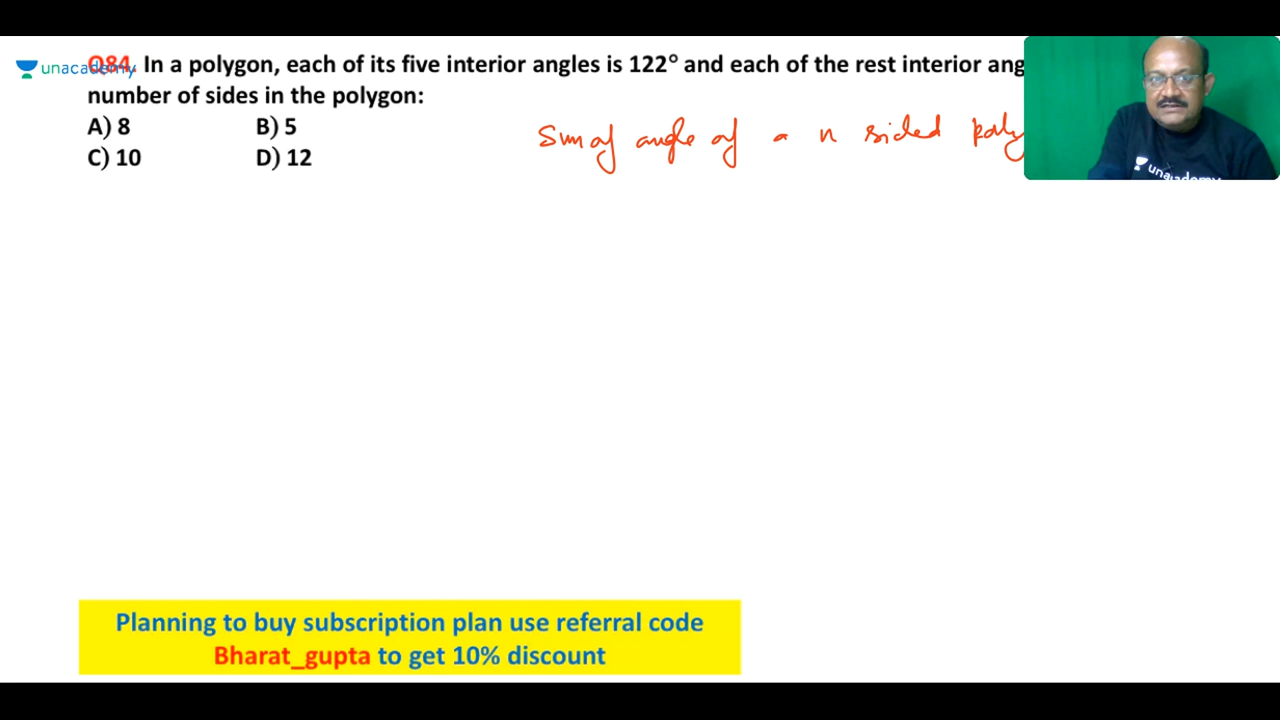 Q84. In a polygon, each of its five interior angles is 122° and each of the rest interior ang
unacademy
number of sides in the polygon:
A) 8 B) 5
C) 10 D) 12
Sum of angle of a n sided poly
unacademy
Planning to buy subscription plan use referral code
Bharat_gupta to get 10% discount